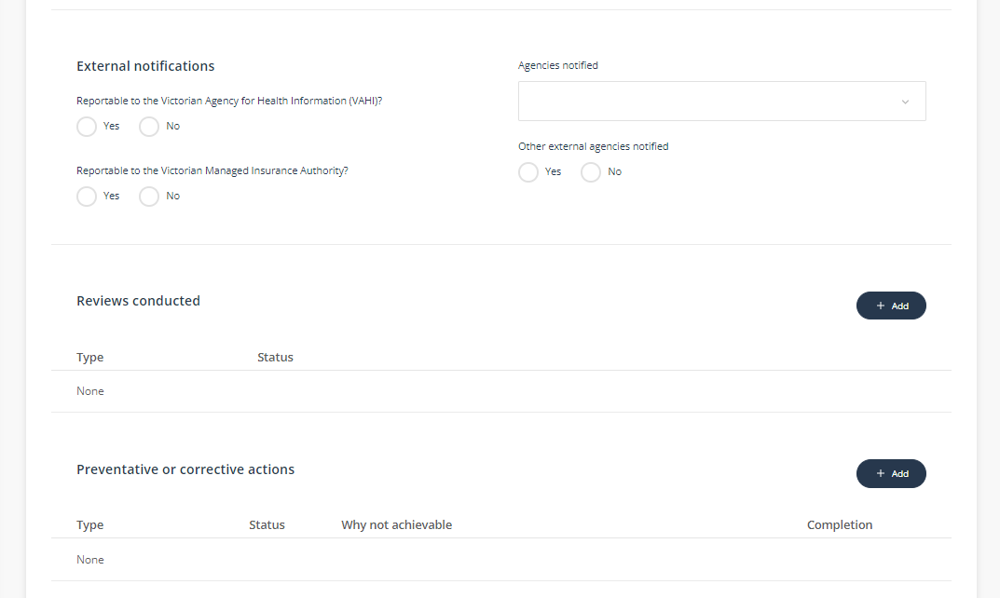 External notifications
Reportable to the Victorian Agency for Health Information (VAHI)?
Yes No
Reportable to the Victorian Managed Insurance Authority?
Yes No
Agencies notified
Other external agencies notified
Yes No
Reviews conducted
+ Add
Type Status
None
Preventative or corrective actions
+ Add
Type Status Why not achievable Completion
None